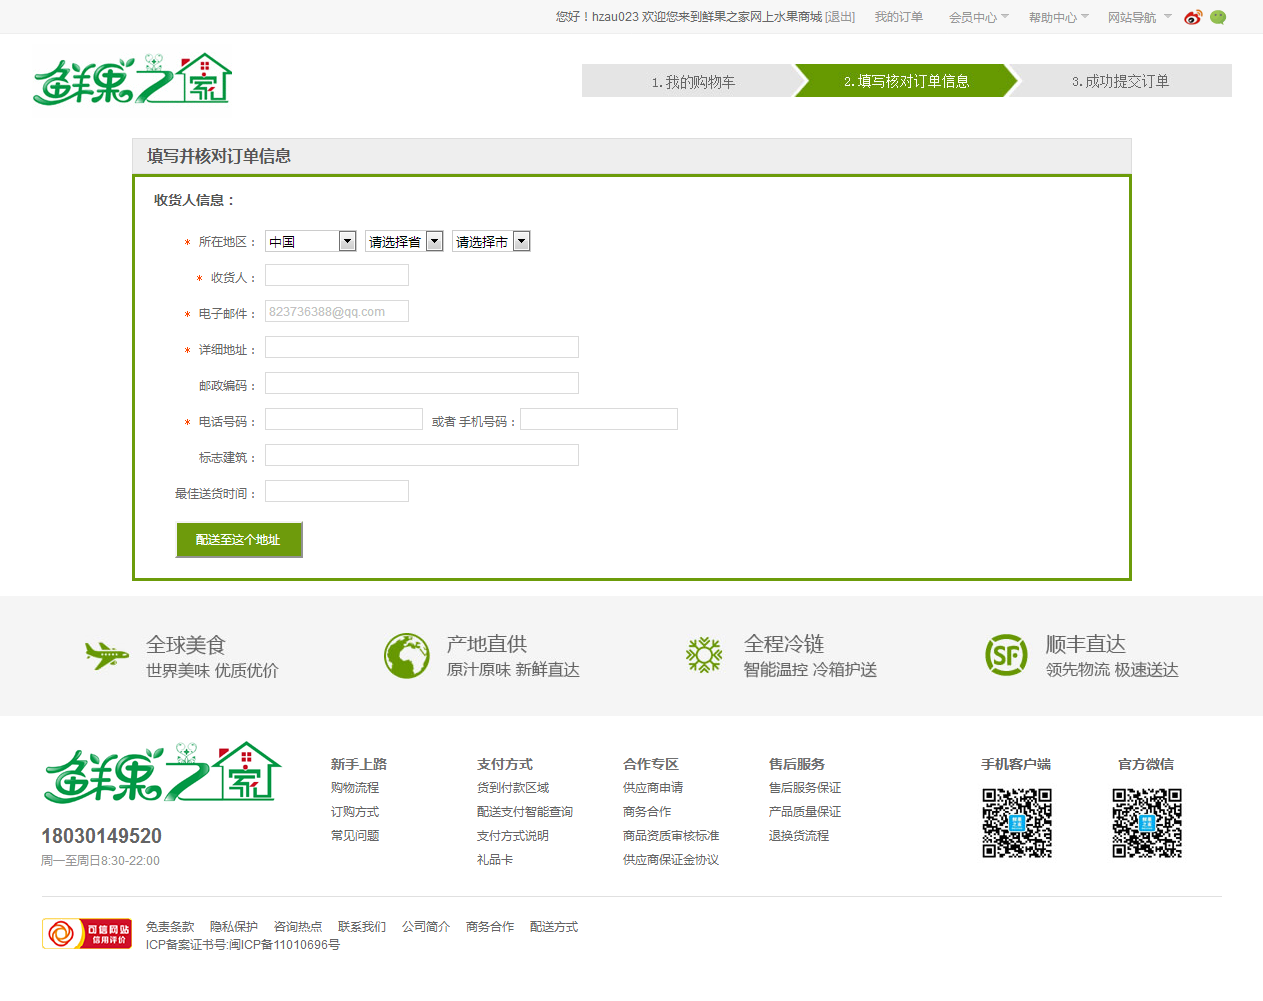 您好！hzau023 欢迎您来到鲜果之家网上水果商城 [退出] 我的订单 会员中心 帮助中心 网站导航
鲜果之家
1.我的购物车 2.填写核对订单信息 3.成功提交订单
填写并核对订单信息
收货人信息：
* 所在地区： 中国 请选择省 请选择市
* 收货人：
* 电子邮件： 823736388@qq.com
* 详细地址：
邮政编码：
* 电话号码： 或者 手机号码：
标志建筑：
最佳送货时间：
配送至这个地址
全球美食
世界美味 优质优价
产地直供
原汁原味 新鲜直达
全程冷链
智能温控 冷箱护送
SF
顺丰直达
领先物流 极速送达
鲜果之家
18030149520
周一至周日8:30-22:00
新手上路
购物流程
订购方式
常见问题
支付方式
货到付款区域
配送支付智能查询
支付方式说明
礼品卡
合作专区
供应商申请
商务合作
商品资质审核标准
供应商保证金协议
售后服务
售后服务保证
产品质量保证
退换货流程
手机客户端
鲜果之家
官方微信
鲜果之家
可信网站
信用评价
免责条款 隐私保护 咨询热点 联系我们 公司简介 商务合作 配送方式
ICP备案证书号:闽ICP备11010696号